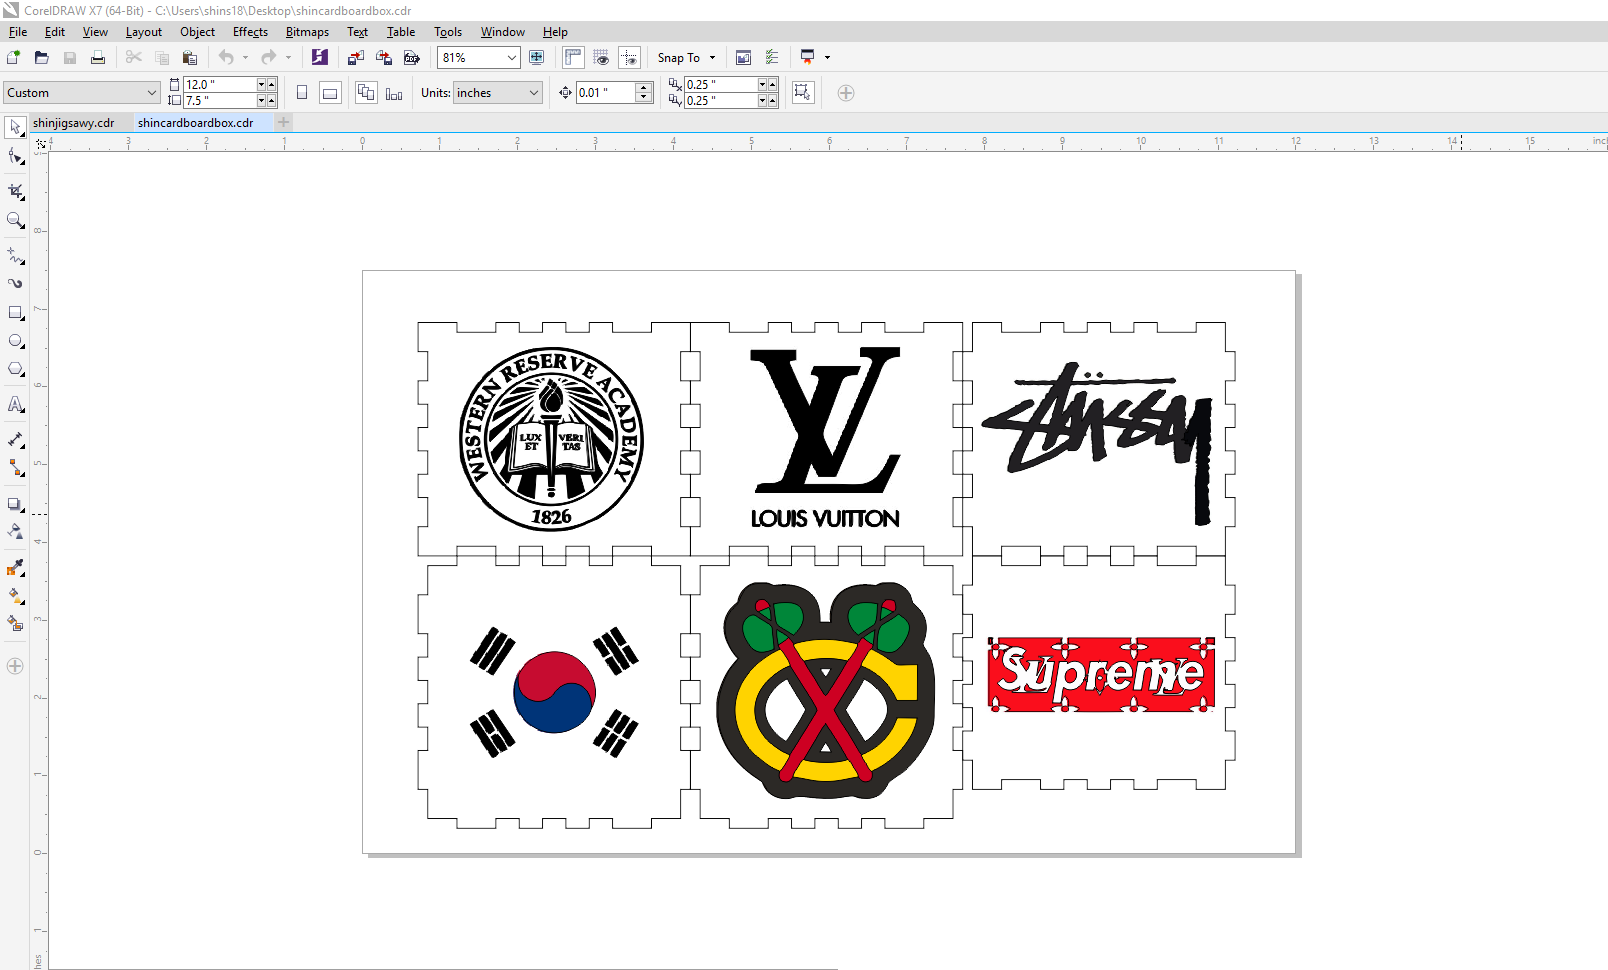 CorelDRAW X7 (64-Bit) - C:\Users\shins18\Desktop\shincardboardbox.cdr
File Edit View Layout Object Effects Bitmaps Text Table Tools Window Help
81% Snap To
Custom 12.0 " 7.5 " Units: inches 0.01 " 0.25 " 0.25 "
shinjigsawy.cdr shincardboardbox.cdr
4 3 2 1 0 1 2 3 4 5 6 7 8 9 10 11 12 13 14 15 inc
8
7
6
5
4
3
2
1
0
1
hes
WESTERN RESERVE ACADEMY
LUX ET VERI TAS
1826
LV
LOUIS VUITTON
Stüssy
Supreme